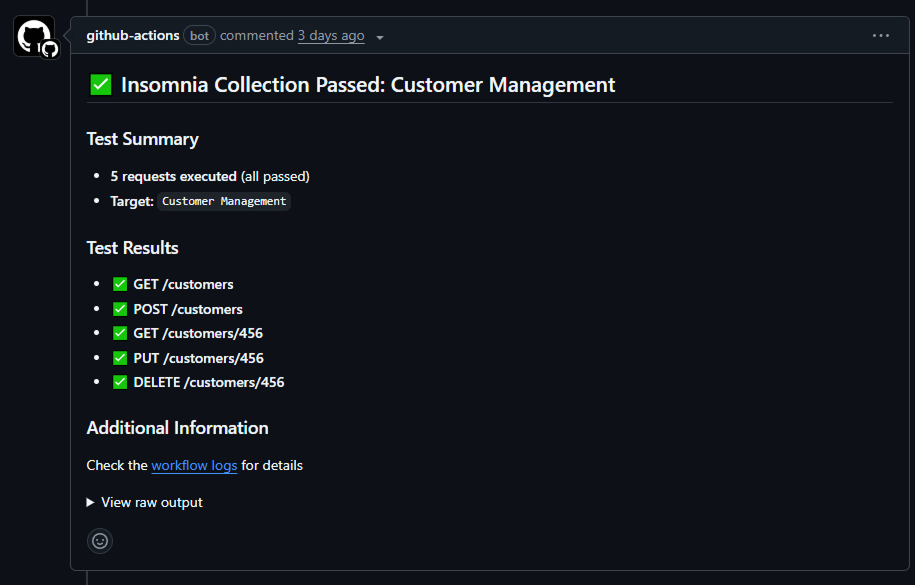 github-actions bot commented 3 days ago
Insomnia Collection Passed: Customer Management
Test Summary
5 requests executed (all passed)
Target: Customer Management
Test Results
GET /customers
POST /customers
GET /customers/456
PUT /customers/456
DELETE /customers/456
Additional Information
Check the workflow logs for details
View raw output